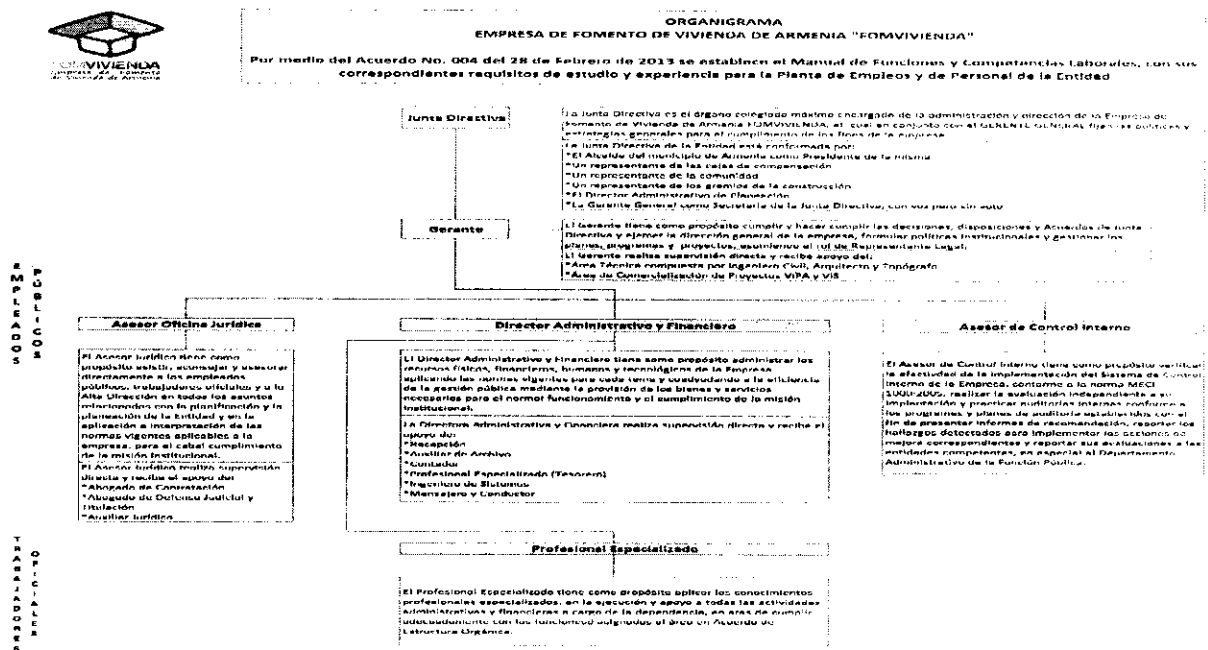 FOMVIVIENDA
Empresa de Fomento
de Vivienda de Armenia
ORGANIGRAMA
EMPRESA DE FOMENTO DE VIVIENDA DE ARMENIA "FOMVIVIENDA"
Por medio del Acuerdo No. 004 del 28 de Febrero de 2013 se establecen el Manual de Funciones y Competencias Laborales, con sus
correspondientes requisitos de estudio y experiencia para la Planta de Empleos y de Personal de la Entidad
Junta Directiva
La Junta Directiva es el órgano colegiado máximo encargado de la administración y dirección de la Empresa de
Fomento de Vivienda de Armenia FOMVIVIENDA, el cual en conjunto con el GERENTE GENERAL fija las políticas y
estrategias generales para el cumplimiento de los fines de la empresa
La Junta Directiva de la Entidad está conformada por:
*El Alcalde del municipio de Armenia como Presidente de la misma
*Un representante de las cajas de compensación
*Un representante de la comunidad
*Un representante de los gremios de la construcción
*El Director Administrativo de Planeación
*La Gerente General como Secretaria de la Junta Directiva, con voz pero sin voto
Gerente
El Gerente tiene como propósito cumplir y hacer cumplir las decisiones, disposiciones y Acuerdos de Junta
Directiva y ejercer la dirección general de la empresa, formular políticas institucionales y gestionar los
planes, programas y proyectos, asumiendo el rol de Representante Legal.
El Gerente realiza supervisión directa y recibe apoyo del:
*Área Técnica compuesta por Ingeniero Civil, Arquitecto y Topógrafo
*Área de Comercialización de Proyectos VIPA y VIS
EMPLEADOS
PÚBLICOS
Asesor Oficina Jurídica
El Asesor Jurídico tiene como
propósito asistir, aconsejar y asesorar
directamente a los empleados
públicos, trabajadores oficiales y a la
Alta Dirección en todos los asuntos
relacionados con la planificación y la
planeación de la Entidad y en la
aplicación e interpretación de las
normas vigentes aplicables a la
empresa, para el cabal cumplimiento
de la misión institucional.
El Asesor Jurídico realiza supervisión
directa y recibe el apoyo de:
*Abogado de Contratación
*Abogado de Defensa Judicial y
Titulación
*Auxiliar Jurídico
Director Administrativo y Financiero
El Director Administrativo y Financiero tiene como propósito administrar los
recursos físicos, financieros, humanos y tecnológicos de la Empresa
aplicando las normas vigentes para cada tema y coadyuvando a la eficiencia
de la gestión pública mediante la provisión de los bienes y servicios
necesarios para el normal funcionamiento y el cumplimiento de la misión
institucional.
La Directora Administrativa y Financiera realiza supervisión directa y recibe el
apoyo de:
*Recepción
*Auxiliar de Archivo
*Contador
*Profesional Especializado (Tesorero)
*Ingeniero de Sistemas
*Mensajero y Conductor
Asesor de Control Interno
El Asesor de Control Interno tiene como propósito verificar
la efectividad de la implementación del Sistema de Control
Interno de la Empresa, conforme a la norma MECI
1000-2005, realizar la evaluación independiente a su
implantación y practicar auditorías internas conforme a
los programas y planes de auditoría establecidos con el
fin de presentar informes de recomendación, reportar los
hallazgos detectados para implementar las acciones de
mejora correspondientes y reportar sus evaluaciones a las
entidades competentes, en especial al Departamento
Administrativo de la Función Pública.
TRABAJADORES
OFICIALES
Profesional Especializado
El Profesional Especializado tiene como propósito aplicar los conocimientos
profesionales especializados, en la ejecución y apoyo a todas las actividades
administrativas y financieras a cargo de la dependencia, en aras de cumplir
adecuadamente con las funciones asignados al área en Acuerdo de
Estructura Orgánica.